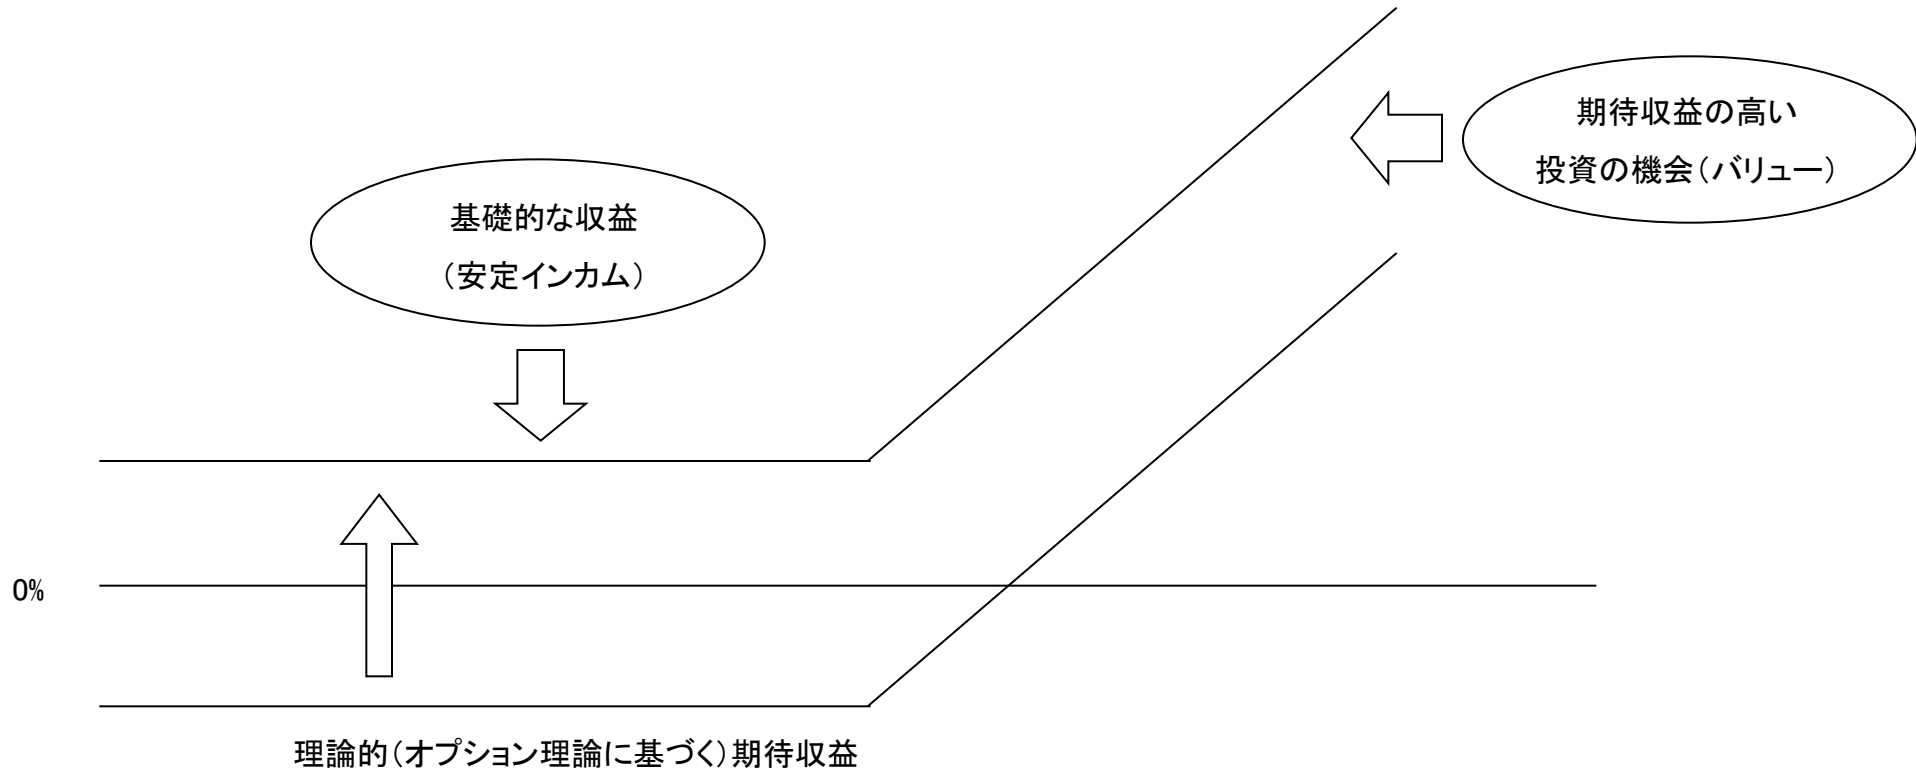 期待収益の高い
投資の機会（バリュー）
基礎的な収益
（安定インカム）
0%
理論的（オプション理論に基づく）期待収益